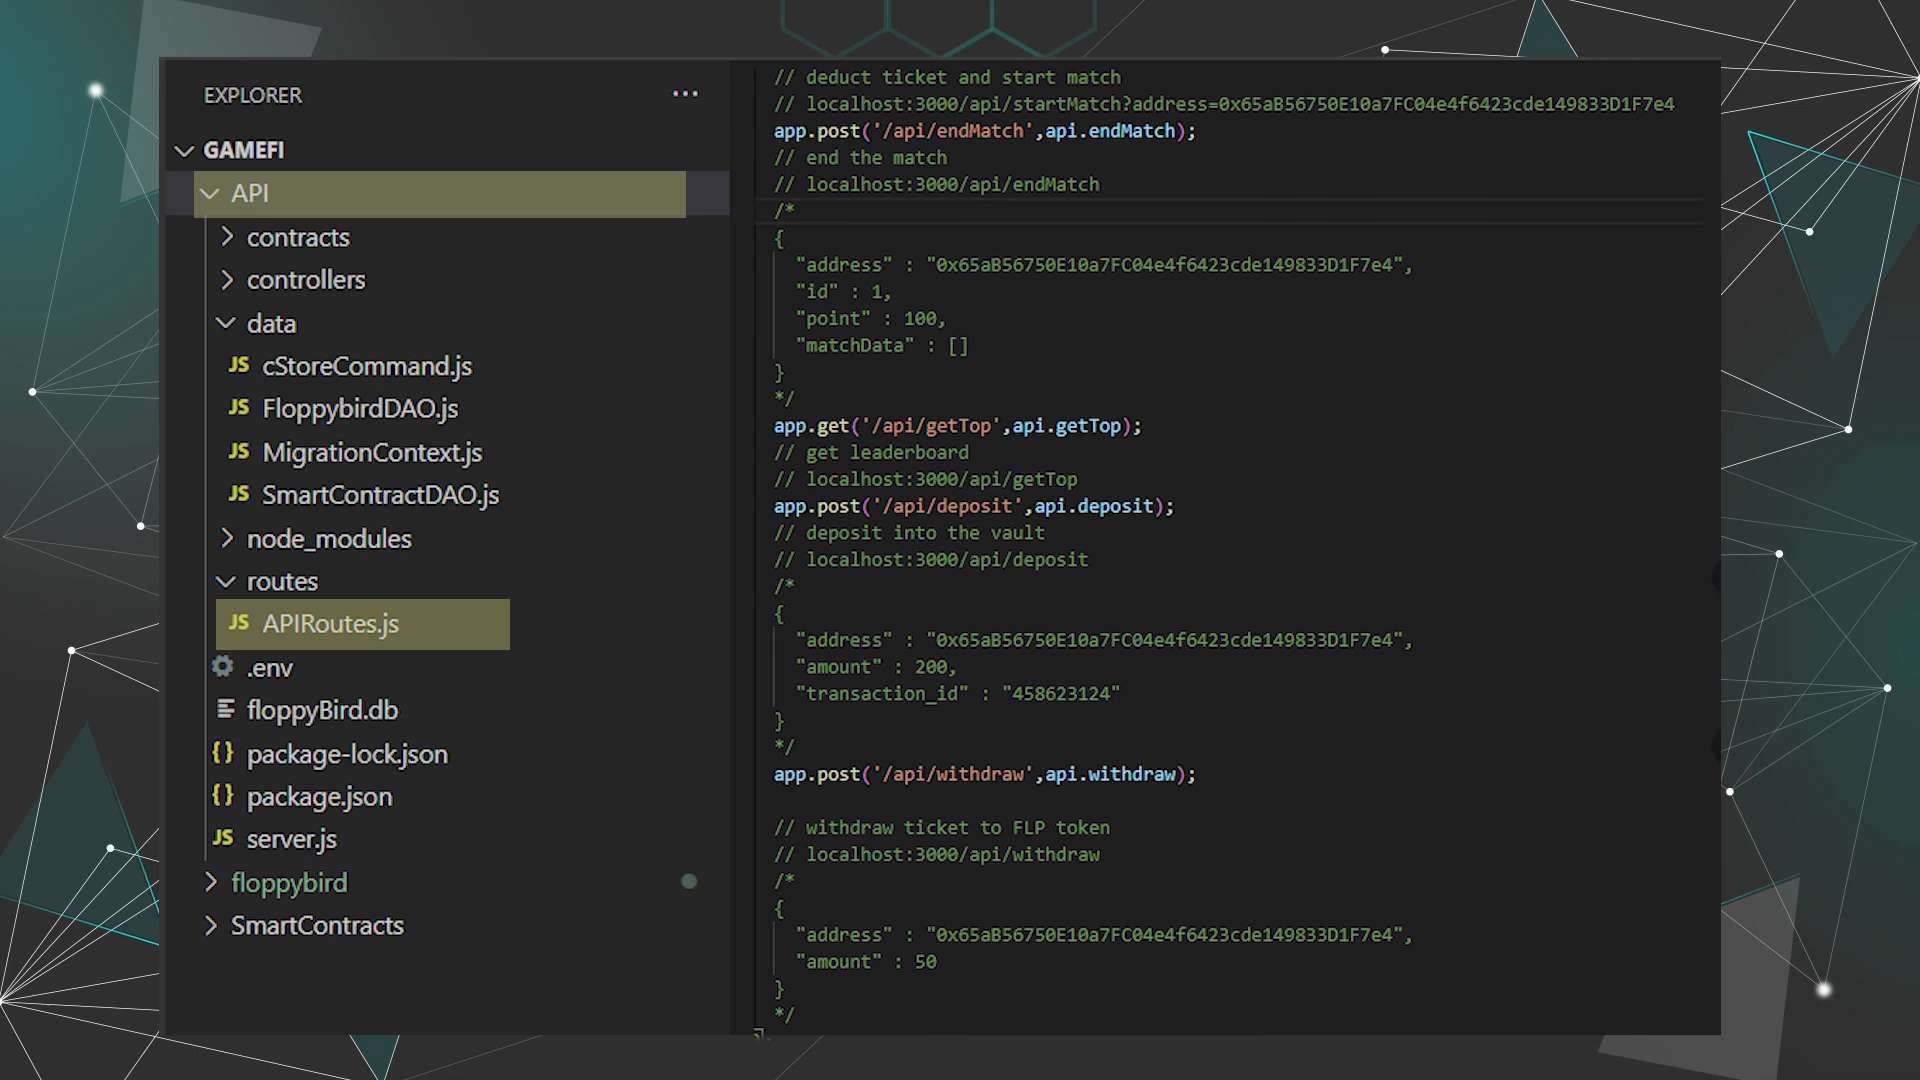 EXPLORER
GAMEFI
API
contracts
controllers
data
JS cStoreCommand.js
JS FloppybirdDAO.js
JS MigrationContext.js
JS SmartContractDAO.js
node_modules
routes
JS APIRoutes.js
.env
floppyBird.db
{} package-lock.json
{} package.json
JS server.js
floppybird
SmartContracts
// deduct ticket and start match
// localhost:3000/api/startMatch?address=0x65aB56750E10a7FC04e4f6423cde149833D1F7e4
app.post('/api/endMatch',api.endMatch);
// end the match
// localhost:3000/api/endMatch
/*
{
"address" : "0x65aB56750E10a7FC04e4f6423cde149833D1F7e4",
"id" : 1,
"point" : 100,
"matchData" : []
}
*/
app.get('/api/getTop',api.getTop);
// get leaderboard
// localhost:3000/api/getTop
app.post('/api/deposit',api.deposit);
// deposit into the vault
// localhost:3000/api/deposit
/*
{
"address" : "0x65aB56750E10a7FC04e4f6423cde149833D1F7e4",
"amount" : 200,
"transaction_id" : "458623124"
}
*/
app.post('/api/withdraw',api.withdraw);
// withdraw ticket to FLP token
// localhost:3000/api/withdraw
/*
{
"address" : "0x65aB56750E10a7FC04e4f6423cde149833D1F7e4",
"amount" : 50
}
*/